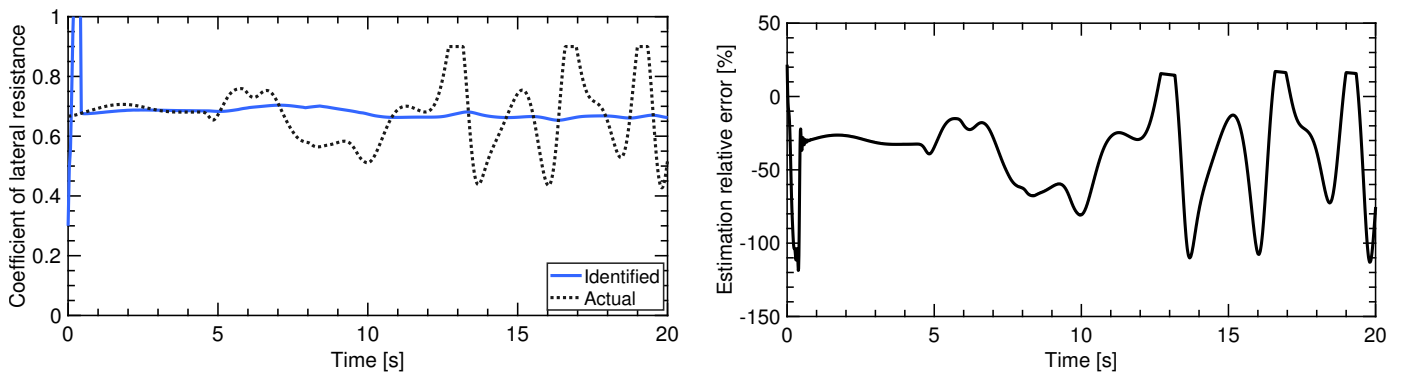 Coefficient of lateral resistance
1
0.8
0.6
0.4
0.2
0
0 5 10 15 20
Time [s]
Identified
Actual
Estimation relative error [%]
50
0
-50
-100
-150
0 5 10 15 20
Time [s]